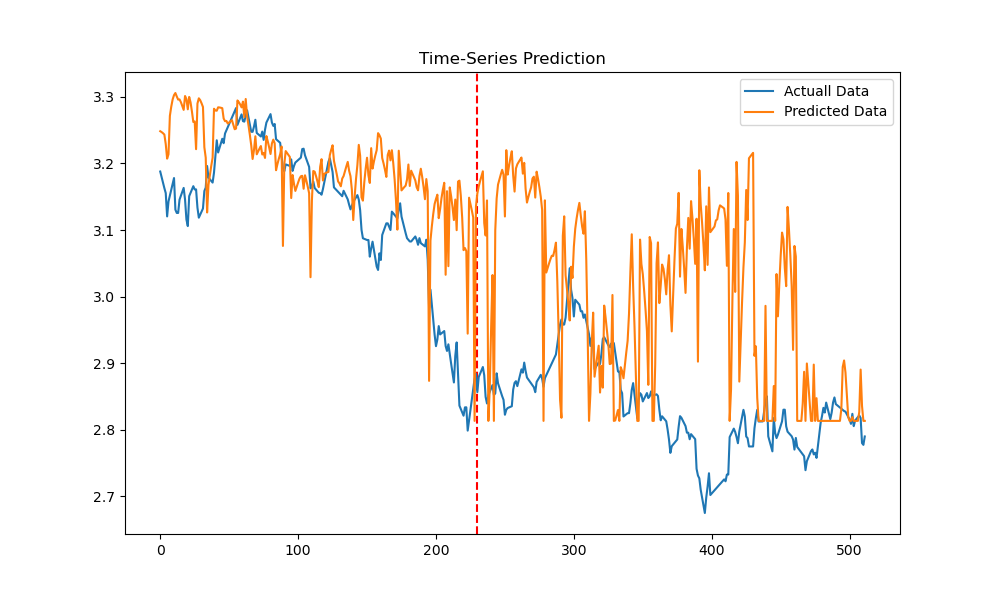 Time-Series Prediction
Actuall Data
Predicted Data
3.3
3.2
3.1
3.0
2.9
2.8
2.7
0 100 200 300 400 500